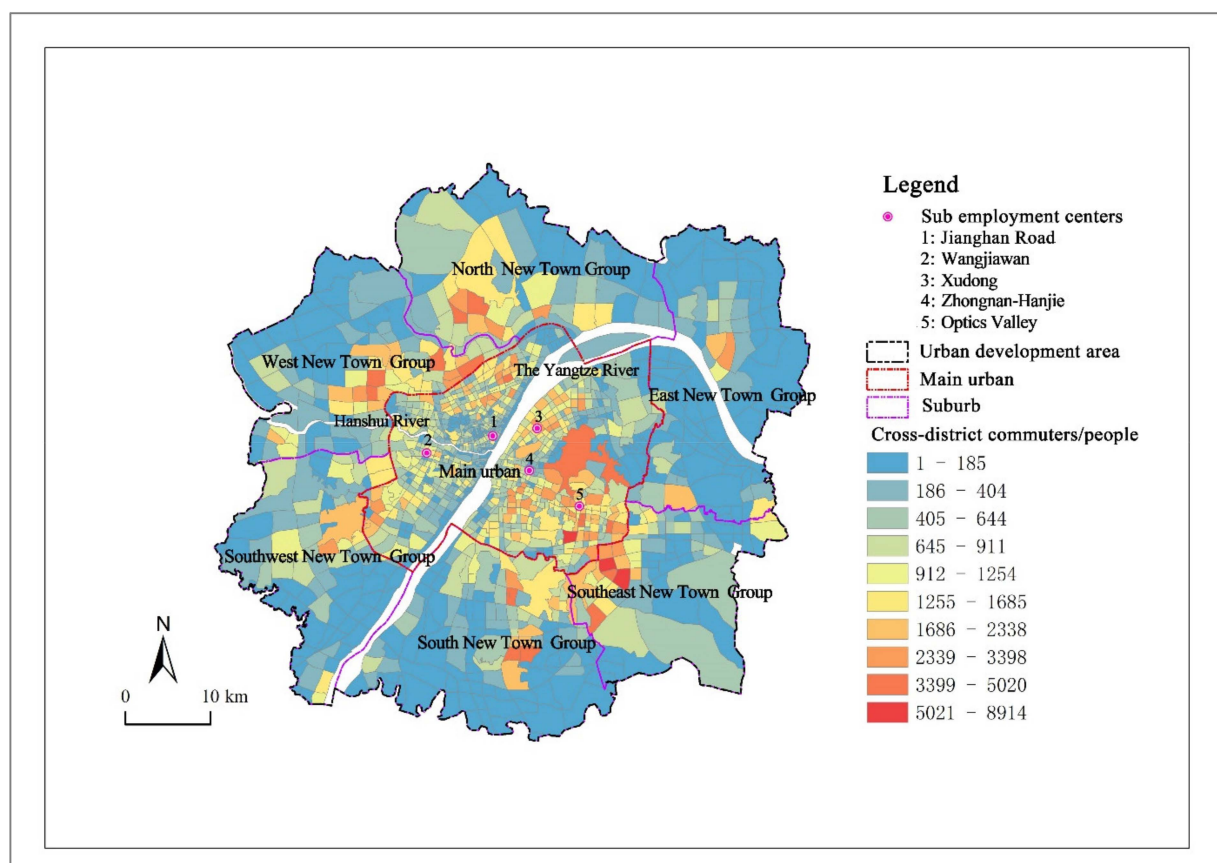 North New Town Group
West New Town Group
The Yangtze River
East New Town Group
Hanshui River
1
3
2
4
Main urban
5
Southwest New Town Group
Southeast New Town Group
South New Town Group
N
0 10 km
Legend
Sub employment centers
1: Jianghan Road
2: Wangjiawan
3: Xudong
4: Zhongnan-Hanjie
5: Optics Valley
Urban development area
Main urban
Suburb
Cross-district commuters/people
1 – 185
186 – 404
405 – 644
645 – 911
912 – 1254
1255 – 1685
1686 – 2338
2339 – 3398
3399 – 5020
5021 – 8914